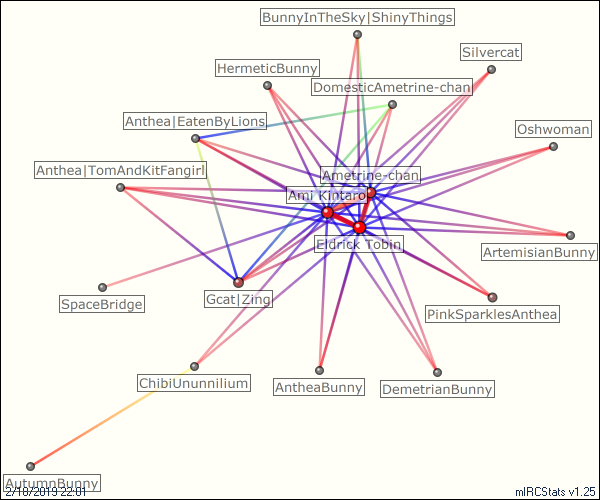 BunnyInTheSky|ShinyThings
Silvercat
HermeticBunny
DomesticAmetrine-chan
Anthea|EatenByLions
Oshwoman
Anthea|TomAndKitFangirl
Ametrine-chan
Ami Kintaro
Eldrick Tobin
ArtemisianBunny
SpaceBridge
Gcat|Zing
PinkSparklesAnthea
ChibiUnunnilium
AntheaBunny
DemetrianBunny
AutumnBunny
2/18/2019 22:01
mIRCStats v1.25